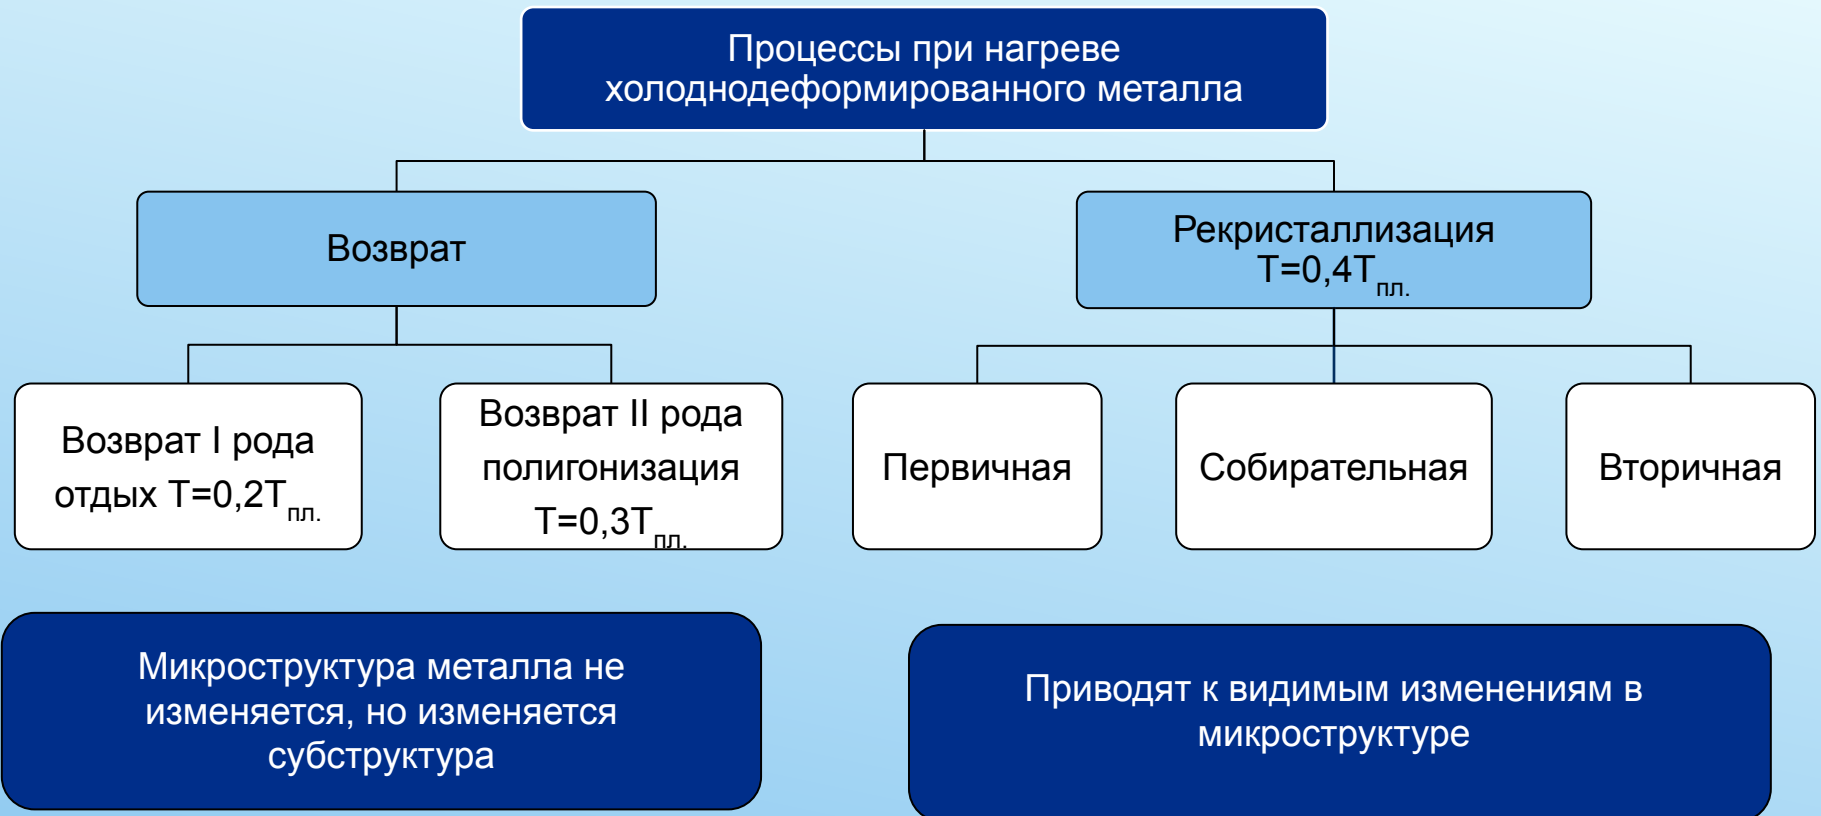 Процессы при нагреве
холоднодеформированного металла
Возврат
Рекристаллизация
Т=0,4Тпл.
Возврат I рода
отдых Т=0,2Тпл.
Возврат II рода
полигонизация
Т=0,3Тпл.
Первичная
Собирательная
Вторичная
Микроструктура металла не
изменяется, но изменяется
субструктура
Приводят к видимым изменениям в
микроструктуре